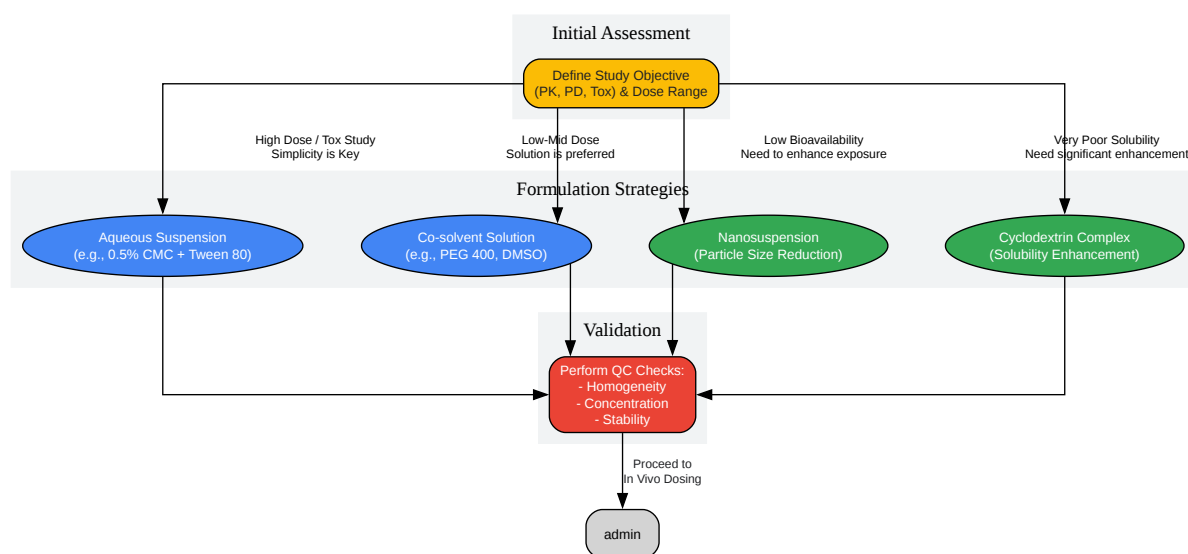 Initial Assessment
Define Study Objective
(PK, PD, Tox) & Dose Range
High Dose / Tox Study
Simplicity is Key
Low-Mid Dose
Solution is preferred
Low Bioavailability
Need to enhance exposure
Very Poor Solubility
Need significant enhancement
Formulation Strategies
Aqueous Suspension
(e.g., 0.5% CMC + Tween 80)
Co-solvent Solution
(e.g., PEG 400, DMSO)
Nanosuspension
(Particle Size Reduction)
Cyclodextrin Complex
(Solubility Enhancement)
Validation
Perform QC Checks:
- Homogeneity
- Concentration
- Stability
Proceed to
In Vivo Dosing
admin